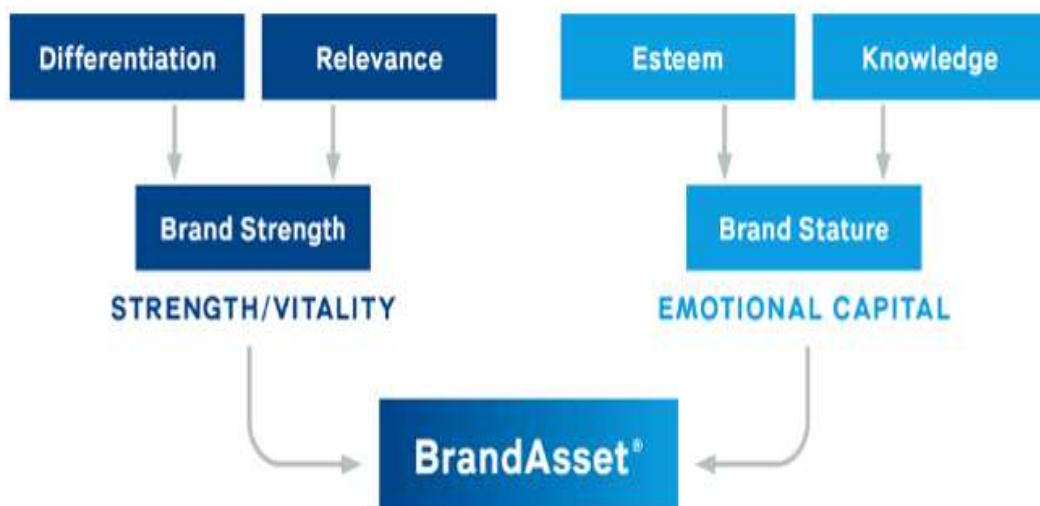 Differentiation
Relevance
Esteem
Knowledge
Brand Strength
Brand Stature
STRENGTH/VITALITY
EMOTIONAL CAPITAL
BrandAsset®